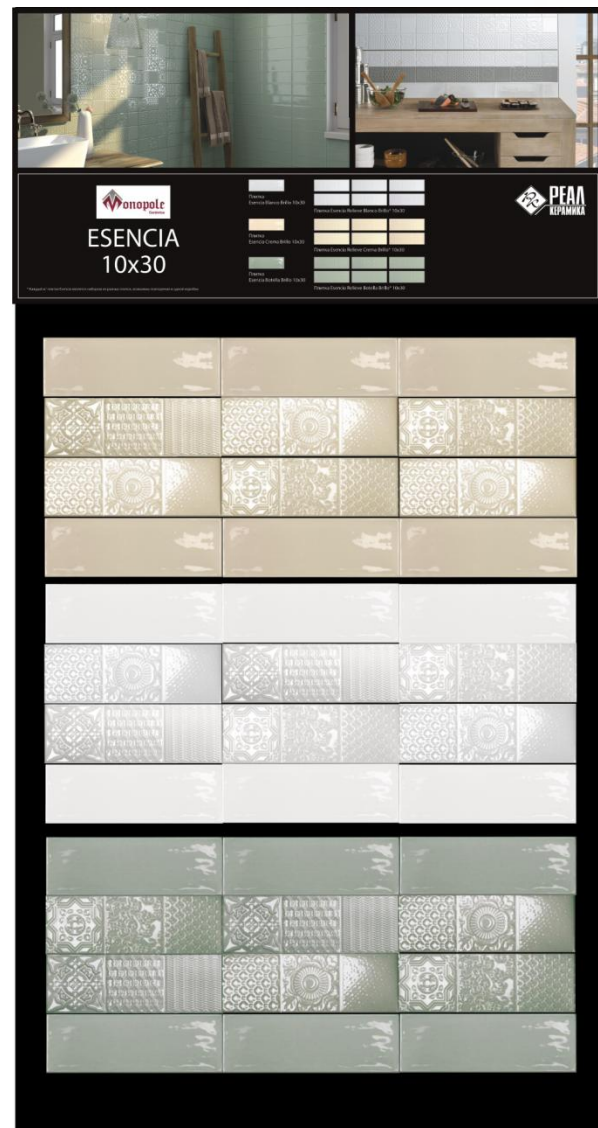 Monopole
Cerámica
ESENCIA
10x30
Плитка
Esencia Blanco Brillo 10x30
Плитка Esencia Relieve Blanco Brillo* 10x30
Плитка
Esencia Crema Brillo 10x30
Плитка Esencia Relieve Crema Brillo* 10x30
Плитка
Esencia Botella Brillo 10x30
Плитка Esencia Relieve Botella Brillo* 10x30
РЕАЛ
КЕРАМИКА